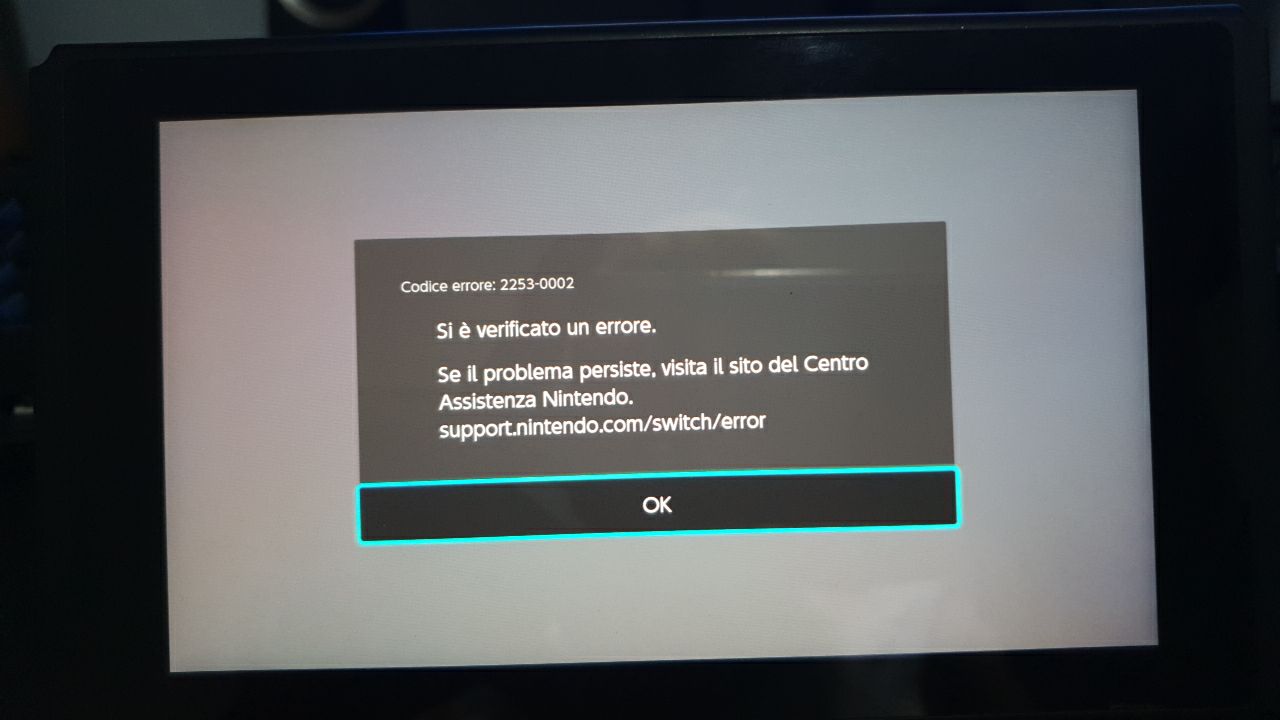 Codice errore: 2253-0002
Si è verificato un errore.
Se il problema persiste, visita il sito del Centro
Assistenza Nintendo.
support.nintendo.com/switch/error
OK